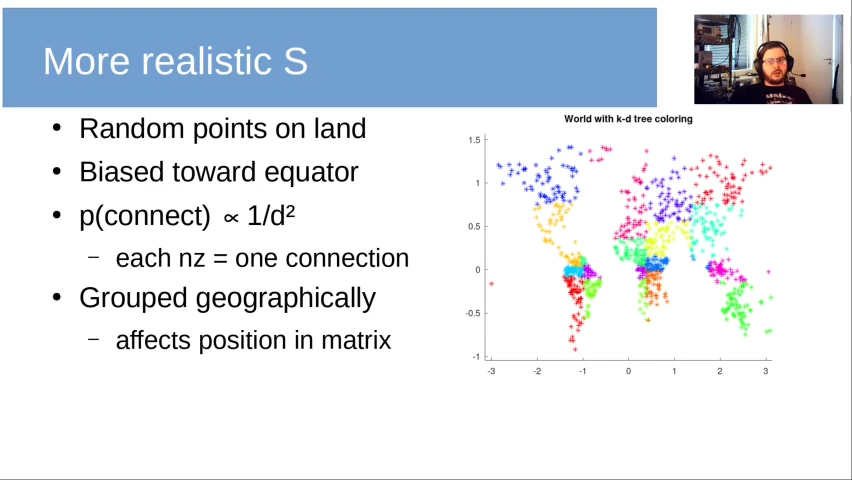 More realistic S
Random points on land
Biased toward equator
p(connect) ∝ 1/d²
– each nz = one connection
Grouped geographically
– affects position in matrix
World with k-d tree coloring
1.5
1
0.5
0
-0.5
-1
-3 -2 -1 0 1 2 3